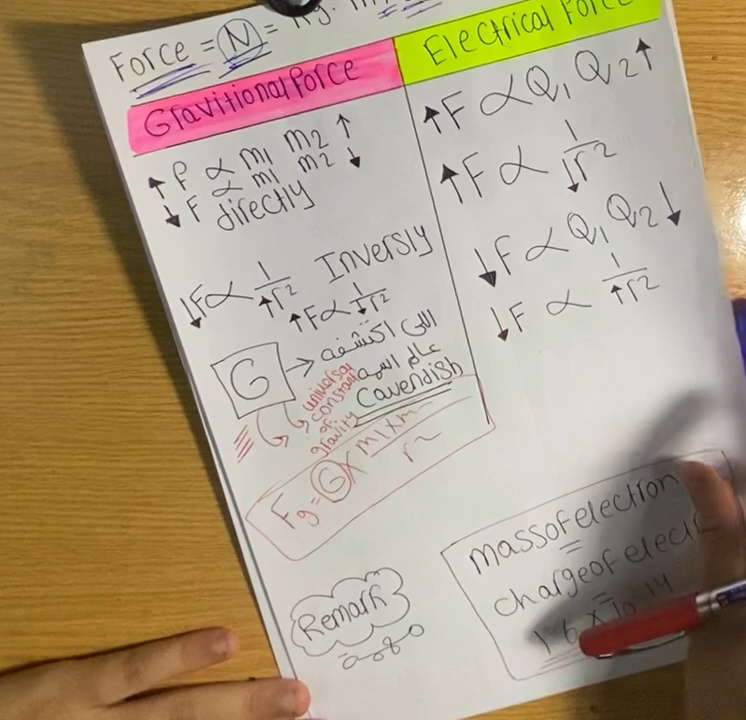 Force = N = Kg. m
Gravitional Force
↑ F ∝ m1 m2 ↑
↓ F ∝ m1 m2 ↓
directly
↓F ∝ 1/↑r2 Inversly
↑F ∝ 1/↓r2
G → اللى اكتشفه
عالم اسمه
Cavendish
universal
constant
of
gravity
Fg = G x m1 x m / r2
Remark
Electrical Force
↑F ∝ Q1 Q2 ↑
↑F ∝ 1/↓r2
↓F ∝ Q1 Q2 ↓
↓F ∝ 1/↑r2
mass of election
=
charge of elect
=